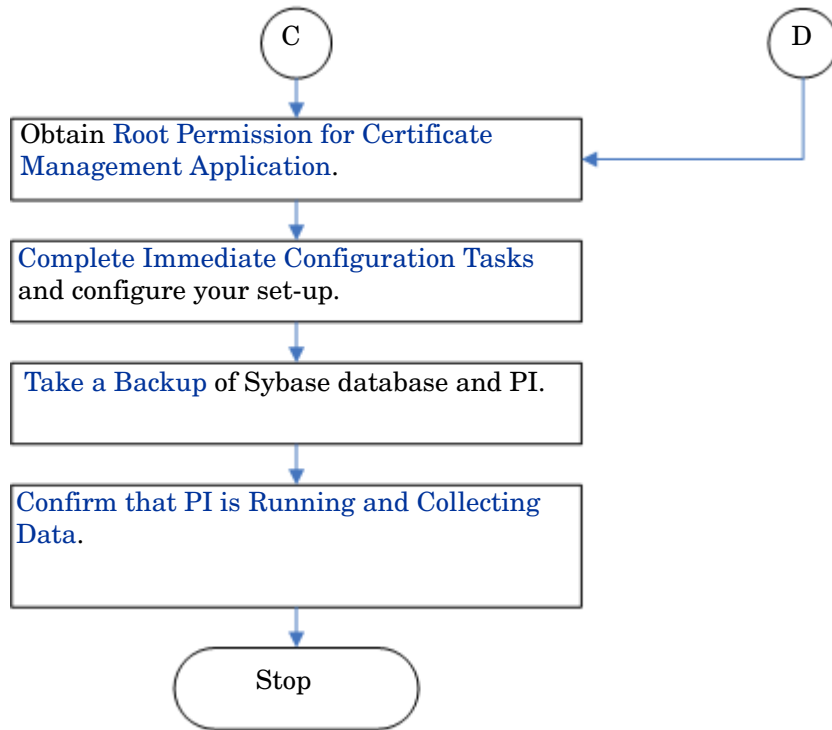 C
D
Obtain Root Permission for Certificate
Management Application.
Complete Immediate Configuration Tasks
and configure your set-up.
Take a Backup of Sybase database and PI.
Confirm that PI is Running and Collecting
Data.
Stop